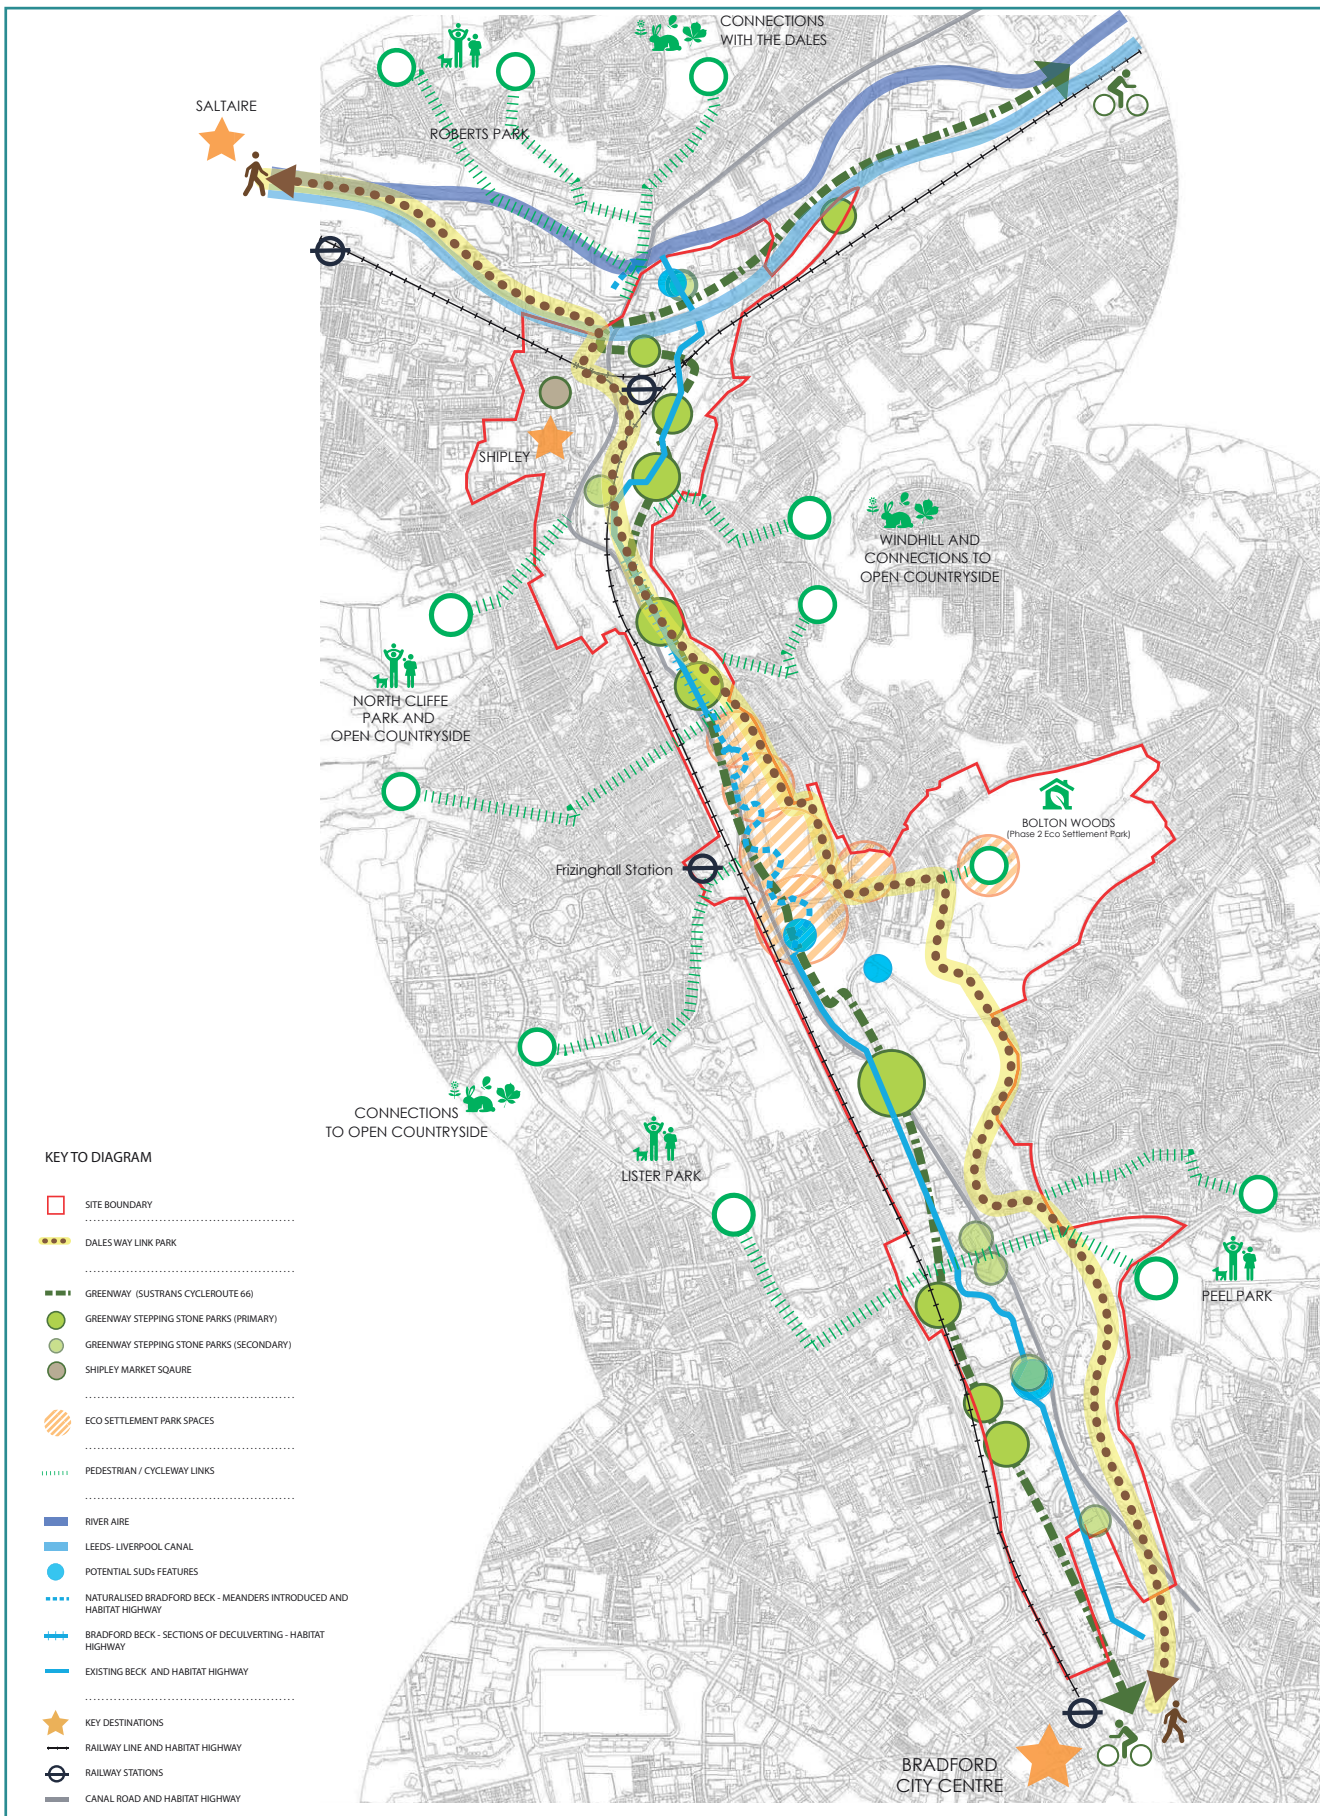 CONNECTIONS
WITH THE DALES
SALTAIRE
ROBERTS PARK
SHIPLEY
WINDHILL AND
CONNECTIONS TO
OPEN COUNTRYSIDE
NORTH CLIFFE
PARK AND
OPEN COUNTRYSIDE
BOLTON WOODS
(Phase 2 Eco Settlement Park)
Frizinghall Station
CONNECTIONS
TO OPEN COUNTRYSIDE
LISTER PARK
PEEL PARK
BRADFORD
CITY CENTRE
KEY TO DIAGRAM
SITE BOUNDARY
DALES WAY LINK PARK
GREENWAY (SUSTRANS CYCLEROUTE 66)
GREENWAY STEPPING STONE PARKS (PRIMARY)
GREENWAY STEPPING STONE PARKS (SECONDARY)
SHIPLEY MARKET SQAURE
ECO SETTLEMENT PARK SPACES
PEDESTRIAN / CYCLEWAY LINKS
RIVER AIRE
LEEDS- LIVERPOOL CANAL
POTENTIAL SUDs FEATURES
NATURALISED BRADFORD BECK - MEANDERS INTRODUCED AND
HABITAT HIGHWAY
BRADFORD BECK - SECTIONS OF DECULVERTING - HABITAT
HIGHWAY
EXISTING BECK AND HABITAT HIGHWAY
KEY DESTINATIONS
RAILWAY LINE AND HABITAT HIGHWAY
RAILWAY STATIONS
CANAL ROAD AND HABITAT HIGHWAY